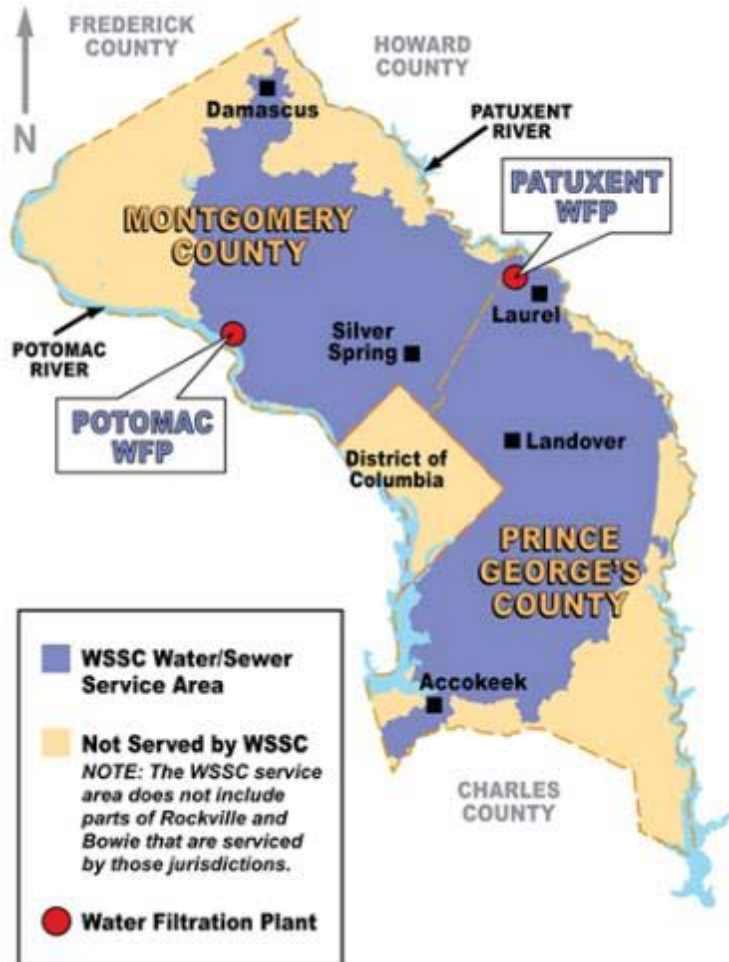 FREDERICK
COUNTY
HOWARD
COUNTY
N
Damascus
PATUXENT
RIVER
PATUXENT
WFP
MONTGOMERY
COUNTY
Laurel
Silver
Spring
POTOMAC
RIVER
POTOMAC
WFP
Landover
District of
Columbia
PRINCE
GEORGE'S
COUNTY
Accokeek
CHARLES
COUNTY
WSSC Water/Sewer
Service Area
Not Served by WSSC
NOTE: The WSSC service
area does not include
parts of Rockville and
Bowie that are serviced
by those jurisdictions.
Water Filtration Plant